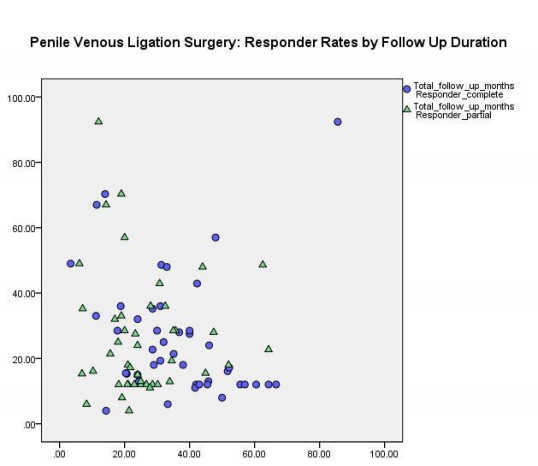 Penile Venous Ligation Surgery: Responder Rates by Follow Up Duration
Total_follow_up_months
Responder_complete
Total_follow_up_months
Responder_partial
100.00
80.00
60.00
40.00
20.00
.00
.00 20.00 40.00 60.00 80.00 100.00